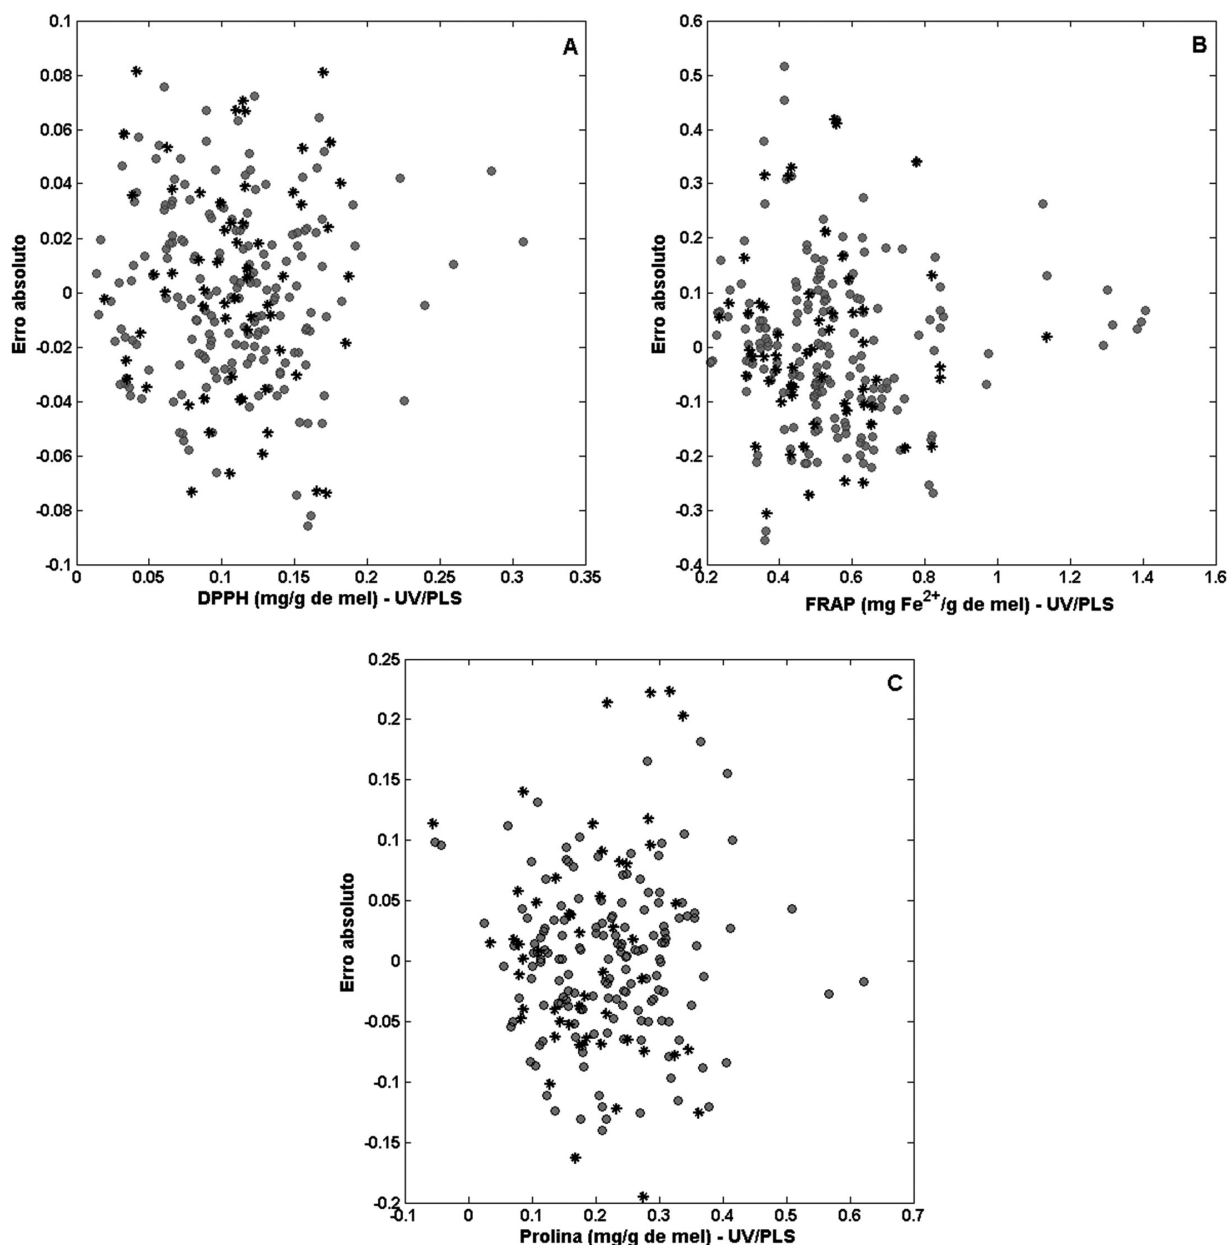 A
0.1
0.08
0.06
0.04
0.02
0
-0.02
-0.04
-0.06
-0.08
-0.1
Erro absoluto
0 0.05 0.1 0.15 0.2 0.25 0.3 0.35
DPPH (mg/g de mel) - UV/PLS
B
0.6
0.5
0.4
0.3
0.2
0.1
0
-0.1
-0.2
-0.3
-0.4
Erro absoluto
0.2 0.4 0.6 0.8 1 1.2 1.4 1.6
FRAP (mg Fe²⁺/g de mel) - UV/PLS
C
0.25
0.2
0.15
0.1
0.05
0
-0.05
-0.1
-0.15
-0.2
Erro absoluto
-0.1 0 0.1 0.2 0.3 0.4 0.5 0.6 0.7
Prolina (mg/g de mel) - UV/PLS